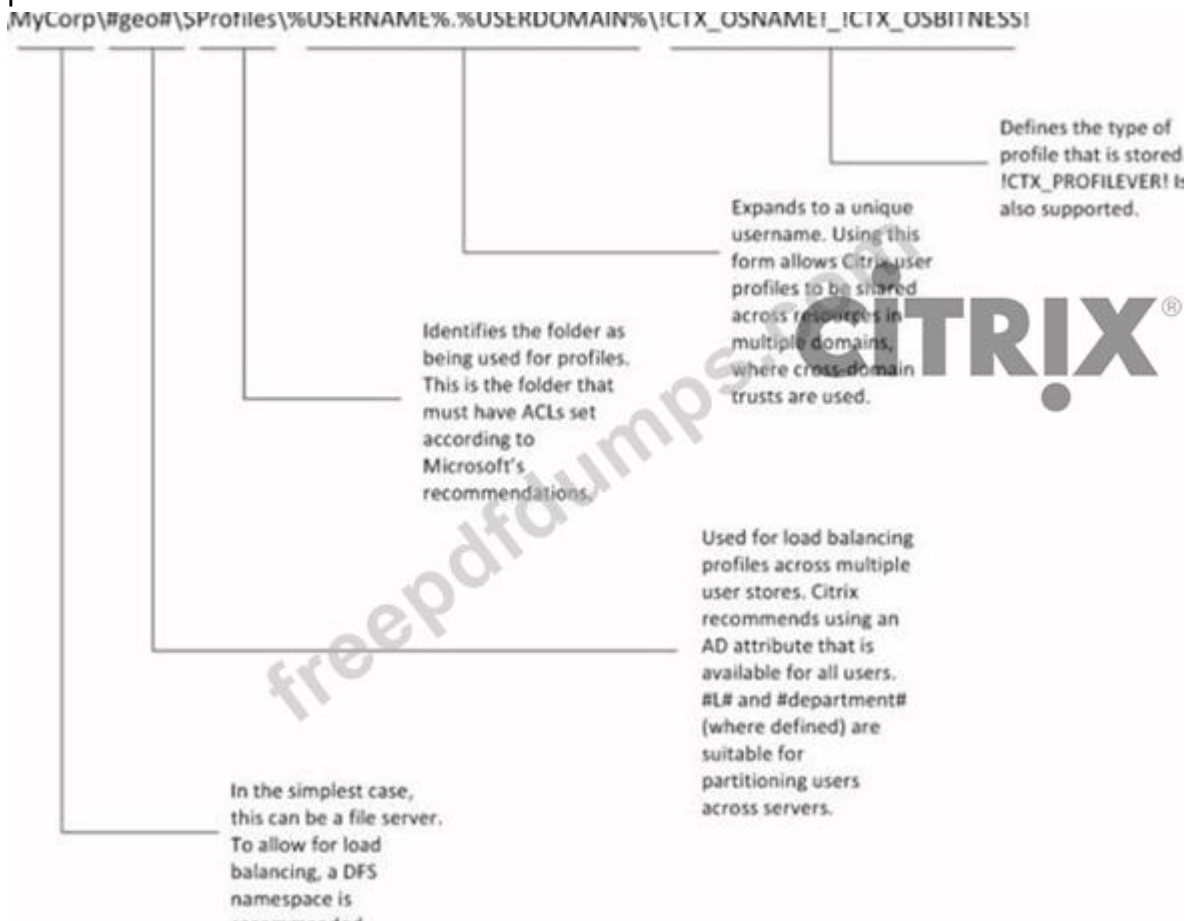 \MyCorp\#geo#\SProfiles\%USERNAME%.%USERDOMAIN%\!CTX_OSNAME!_!CTX_OSBITNESS!
Defines the type of
profile that is stored.
!CTX_PROFILEVER! Is
also supported.
Expands to a unique
username. Using this
form allows Citrix user
profiles to be shared
across resources in
multiple domains,
where cross-domain
trusts are used.
CiTRIX®
Identifies the folder as
being used for profiles.
This is the folder that
must have ACLs set
according to
Microsoft's
recommendations.
freepdfdumps.com
Used for load balancing
profiles across multiple
user stores. Citrix
recommends using an
AD attribute that is
available for all users.
#L# and #department#
(where defined) are
suitable for
partitioning users
across servers.
In the simplest case,
this can be a file server.
To allow for load
balancing, a DFS
namespace is
recommended